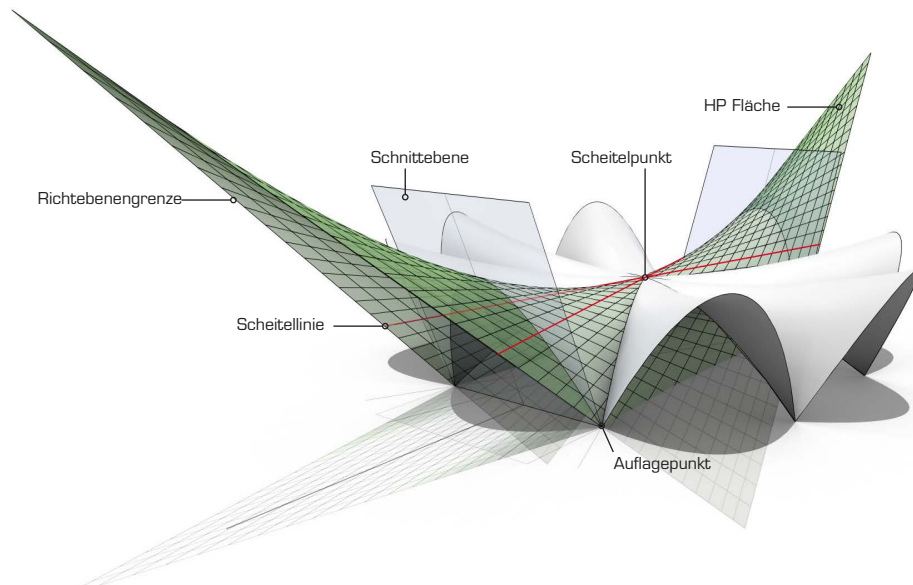 HP Fläche
Schnittebene
Scheitelpunkt
Richtebenengrenze
Scheitellinie
Auflagepunkt